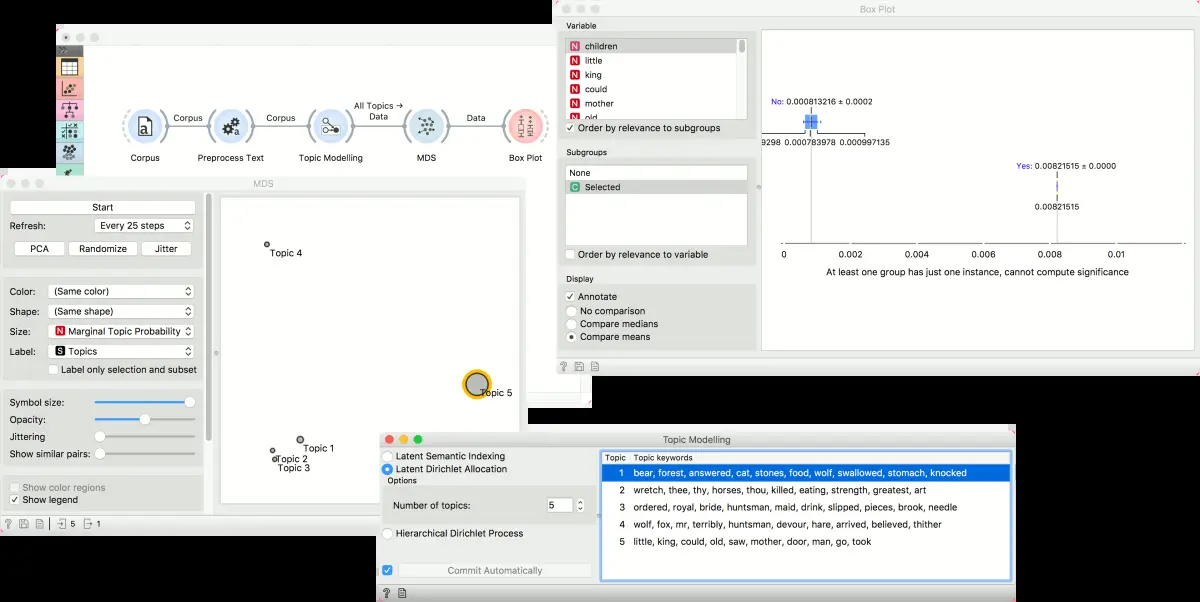 Box Plot
Variable
N children
N little
N king
N could
N mother
Order by relevance to subgroups
Subgroups
None
C Selected
Order by relevance to variable
Display
Annotate
No comparison
Compare medians
Compare means
No: 0.000813216 ± 0.0002
9298 0.000783978 0.000997135
Yes: 0.00821515 ± 0.0000
0.00821515
0 0.002 0.004 0.006 0.008 0.01
At least one group has just one instance, cannot compute significance
Corpus Corpus All Topics → Data Data
Corpus Preprocess Text Topic Modelling MDS Box Plot
MDS
Start
Refresh: Every 25 steps
PCA Randomize Jitter
Color: (Same color)
Shape: (Same shape)
Size: N Marginal Topic Probability
Label: S Topics
Label only selection and subset
Symbol size:
Opacity:
Jittering
Show similar pairs:
Show color regions
Show legend
? 5 1
Topic 4
Topic 5
Topic 1
Topic 2
Topic 3
Topic Modelling
Latent Semantic Indexing
Latent Dirichlet Allocation
Options
Number of topics: 5
Hierarchical Dirichlet Process
Commit Automatically
Topic Topic keywords
1 bear, forest, answered, cat, stones, food, wolf, swallowed, stomach, knocked
2 wretch, thee, thy, horses, thou, killed, eating, strength, greatest, art
3 ordered, royal, bride, huntsman, maid, drink, slipped, pieces, brook, needle
4 wolf, fox, mr, terribly, huntsman, devour, hare, arrived, believed, thither
5 little, king, could, old, saw, mother, door, man, go, took